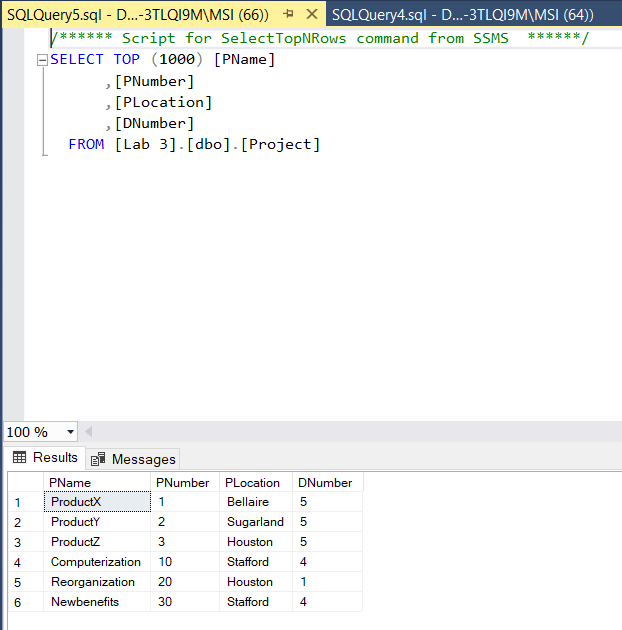 SQLQuery5.sql - D...-3TLQI9M\MSI (66)) SQLQuery4.sql - D...-3TLQI9M\MSI (64))
/****** Script for SelectTopNRows command from SSMS  ******/
SELECT TOP (1000) [PName]
,[PNumber]
,[PLocation]
,[DNumber]
FROM [Lab 3].[dbo].[Project]
100 %
Results Messages
PName PNumber PLocation DNumber
1 ProductX 1 Bellaire 5
2 ProductY 2 Sugarland 5
3 ProductZ 3 Houston 5
4 Computerization 10 Stafford 4
5 Reorganization 20 Houston 1
6 Newbenefits 30 Stafford 4